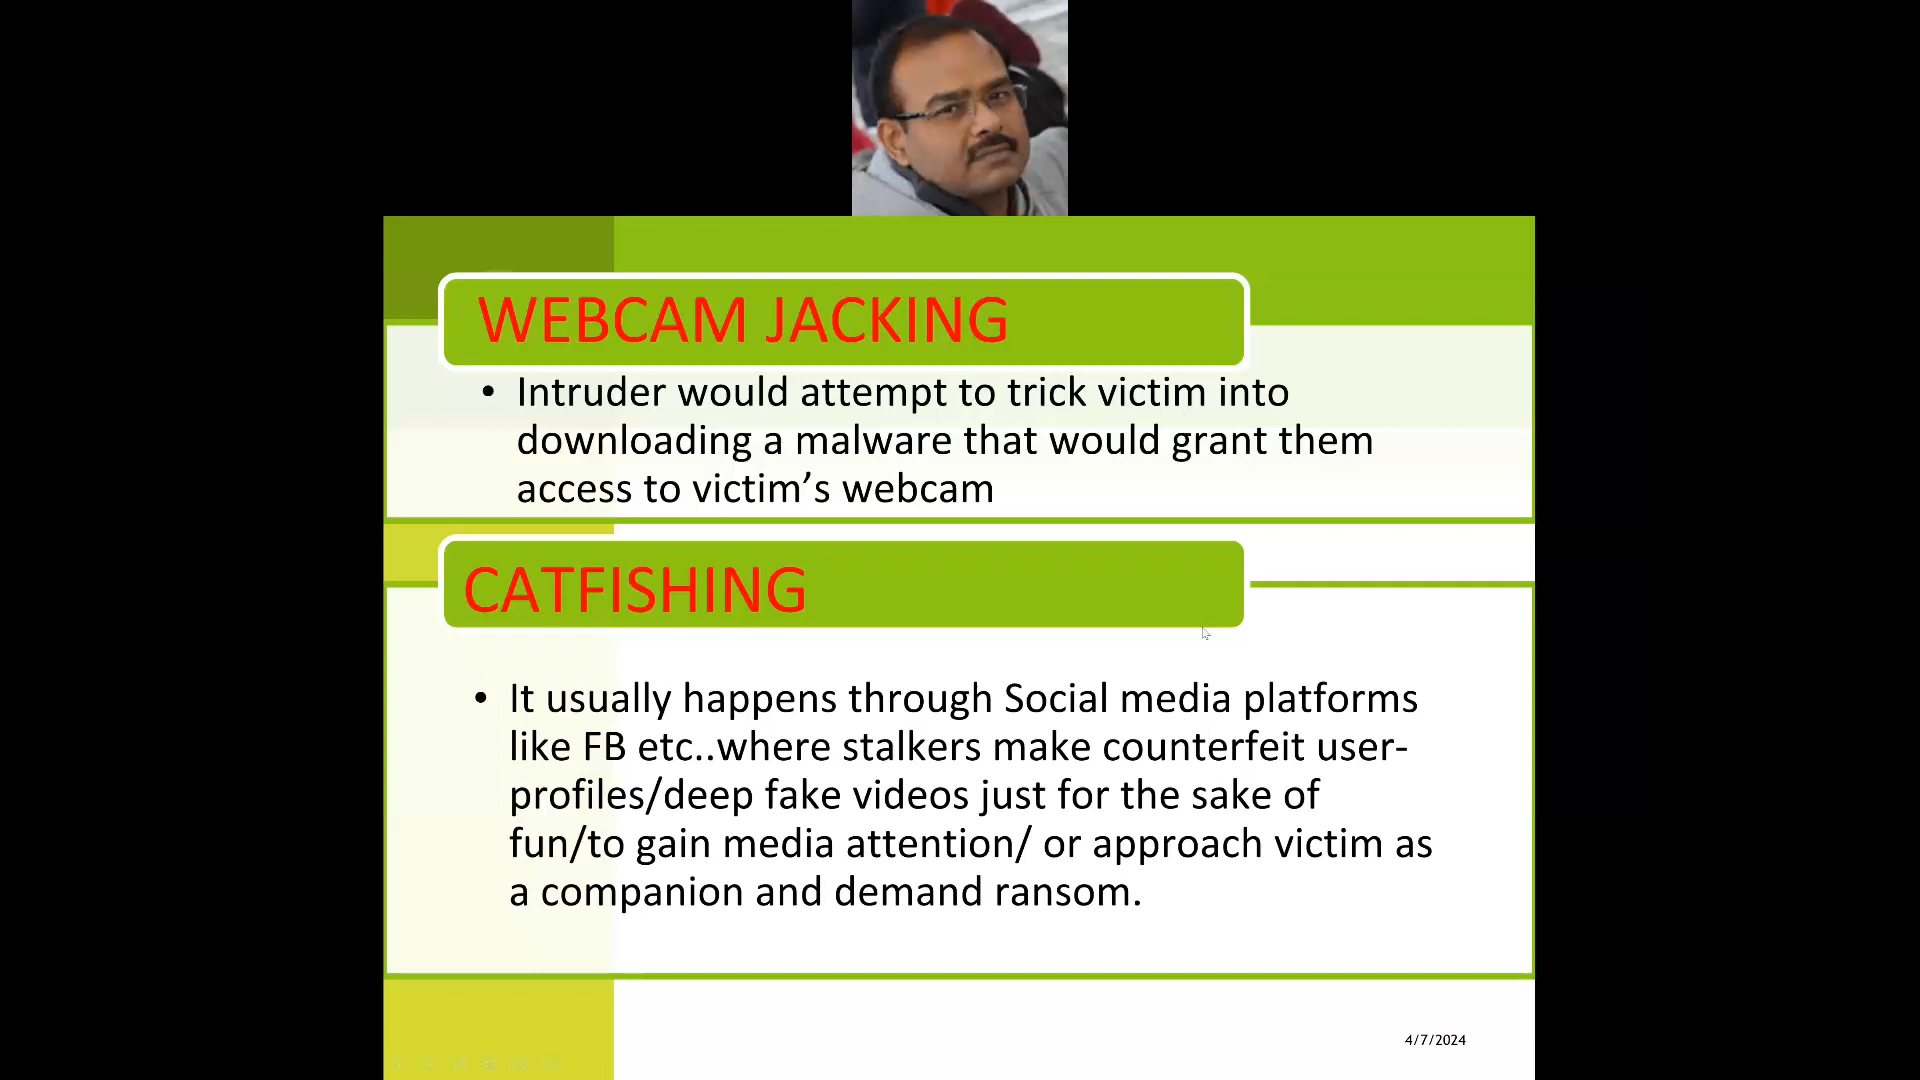 WEBCAM JACKING
• Intruder would attempt to trick victim into
downloading a malware that would grant them
access to victim’s webcam
CATFISHING
• It usually happens through Social media platforms
like FB etc..where stalkers make counterfeit user-
profiles/deep fake videos just for the sake of
fun/to gain media attention/ or approach victim as
a companion and demand ransom.
4/7/2024